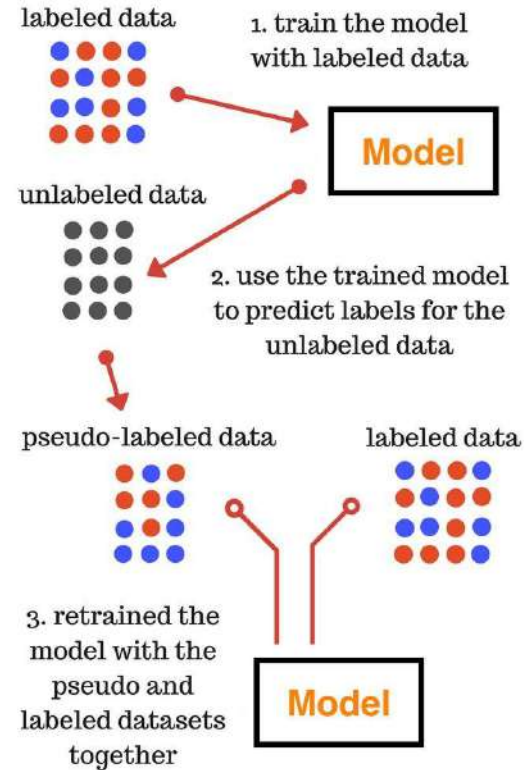 labeled data
1. train the model
with labeled data
Model
unlabeled data
2. use the trained model
to predict labels for the
unlabeled data
pseudo-labeled data
labeled data
3. retrained the
model with the
pseudo and
labeled datasets
together
Model